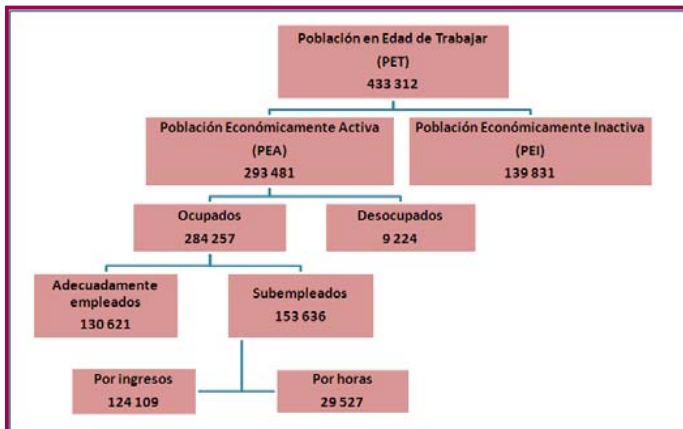 Población en Edad de Trabajar
(PET)
433 312
Población Económicamente Activa
(PEA)
293 481
Población Económicamente Inactiva
(PEI)
139 831
Ocupados
284 257
Desocupados
9 224
Adecuadamente
empleados
130 621
Subempleados
153 636
Por ingresos
124 109
Por horas
29 527